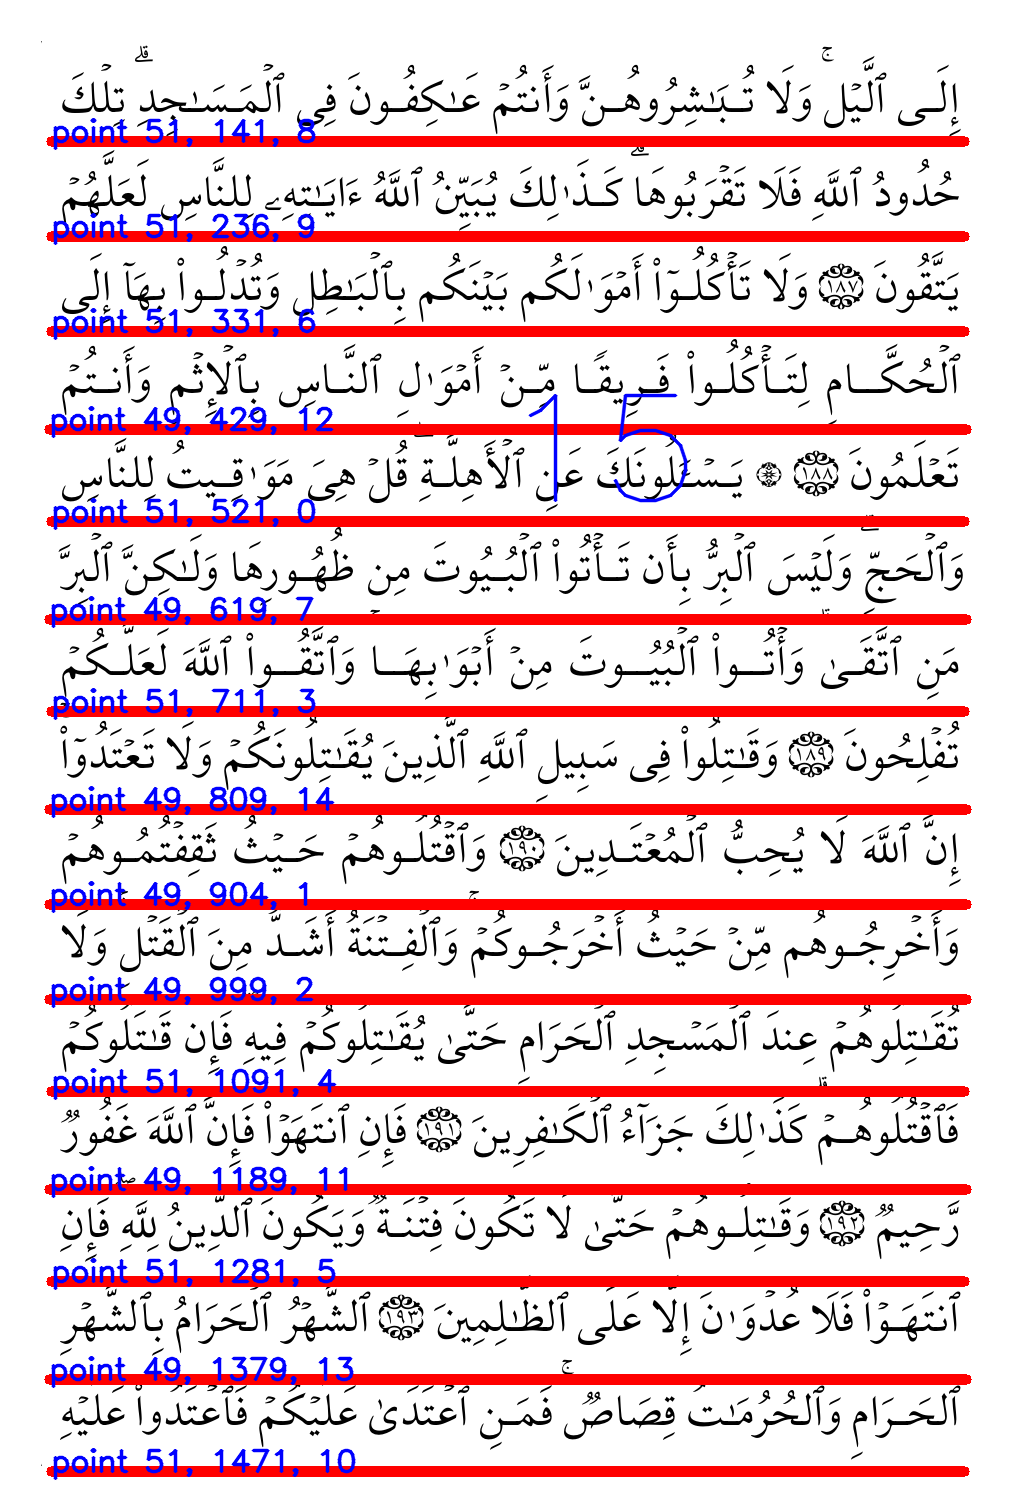 إِلَى ٱلَّيْلِ ۚ وَلَا تُبَـٰشِرُوهُنَّ وَأَنتُمْ عَـٰكِفُونَ فِى ٱلْمَسَـٰجِدِ ۗ تِلْكَ
point 51, 141, 8
حُدُودُ ٱللَّهِ فَلَا تَقْرَبُوهَا ۗ كَذَٰلِكَ يُبَيِّنُ ٱللَّهُ ءَايَـٰتِهِۦ لِلنَّاسِ لَعَلَّهُمْ
point 51, 236, 9
يَتَّقُونَ ١٨٧ وَلَا تَأْكُلُوٓا۟ أَمْوَٰلَكُم بَيْنَكُم بِٱلْبَـٰطِلِ وَتُدْلُوا۟ بِهَآ إِلَى
point 51, 331, 6
ٱلْحُكَّامِ لِتَأْكُلُوا۟ فَرِيقًا مِّنْ أَمْوَٰلِ ٱلنَّاسِ بِٱلْإِثْمِ وَأَنتُمْ
point 49, 429, 12
15
تَعْلَمُونَ ١٨٨ ۞ يَسْـَٔلُونَكَ عَنِ ٱلْأَهِلَّةِ ۖ قُلْ هِىَ مَوَٰقِيتُ لِلنَّاسِ
point 51, 521, 0
وَٱلْحَجِّ ۗ وَلَيْسَ ٱلْبِرُّ بِأَن تَأْتُوا۟ ٱلْبُيُوتَ مِن ظُهُورِهَا وَلَـٰكِنَّ ٱلْبِرَّ
point 49, 619, 7
مَنِ ٱتَّقَىٰ ۗ وَأْتُوا۟ ٱلْبُيُوتَ مِنْ أَبْوَٰبِهَا ۚ وَٱتَّقُوا۟ ٱللَّهَ لَعَلَّكُمْ
point 51, 711, 3
تُفْلِحُونَ ١٨٩ وَقَـٰتِلُوا۟ فِى سَبِيلِ ٱللَّهِ ٱلَّذِينَ يُقَـٰتِلُونَكُمْ وَلَا تَعْتَدُوٓا۟
point 49, 809, 14
إِنَّ ٱللَّهَ لَا يُحِبُّ ٱلْمُعْتَدِينَ ١٩٠ وَٱقْتُلُوهُمْ حَيْثُ ثَقِفْتُمُوهُمْ
point 49, 904, 1
وَأَخْرِجُوهُم مِّنْ حَيْثُ أَخْرَجُوكُمْ ۚ وَٱلْفِتْنَةُ أَشَدُّ مِنَ ٱلْقَتْلِ ۚ وَلَا
point 49, 999, 2
تُقَـٰتِلُوهُمْ عِندَ ٱلْمَسْجِدِ ٱلْحَرَامِ حَتَّىٰ يُقَـٰتِلُوكُمْ فِيهِ ۖ فَإِن قَـٰتَلُوكُمْ
point 51, 1091, 4
فَٱقْتُلُوهُمْ ۗ كَذَٰلِكَ جَزَآءُ ٱلْكَـٰفِرِينَ ١٩١ فَإِنِ ٱنتَهَوْا۟ فَإِنَّ ٱللَّهَ غَفُورٌ
point 49, 1189, 11
رَّحِيمٌ ١٩٢ وَقَـٰتِلُوهُمْ حَتَّىٰ لَا تَكُونَ فِتْنَةٌ وَيَكُونَ ٱلدِّينُ لِلَّهِ ۖ فَإِنِ
point 51, 1281, 5
ٱنتَهَوْا۟ فَلَا عُدْوَٰنَ إِلَّا عَلَى ٱلظَّـٰلِمِينَ ١٩٣ ٱلشَّهْرُ ٱلْحَرَامُ بِٱلشَّهْرِ
point 49, 1379, 13
ٱلْحَرَامِ وَٱلْحُرُمَـٰتُ قِصَاصٌ ۚ فَمَنِ ٱعْتَدَىٰ عَلَيْكُمْ فَٱعْتَدُوا۟ عَلَيْهِ
point 51, 1471, 10